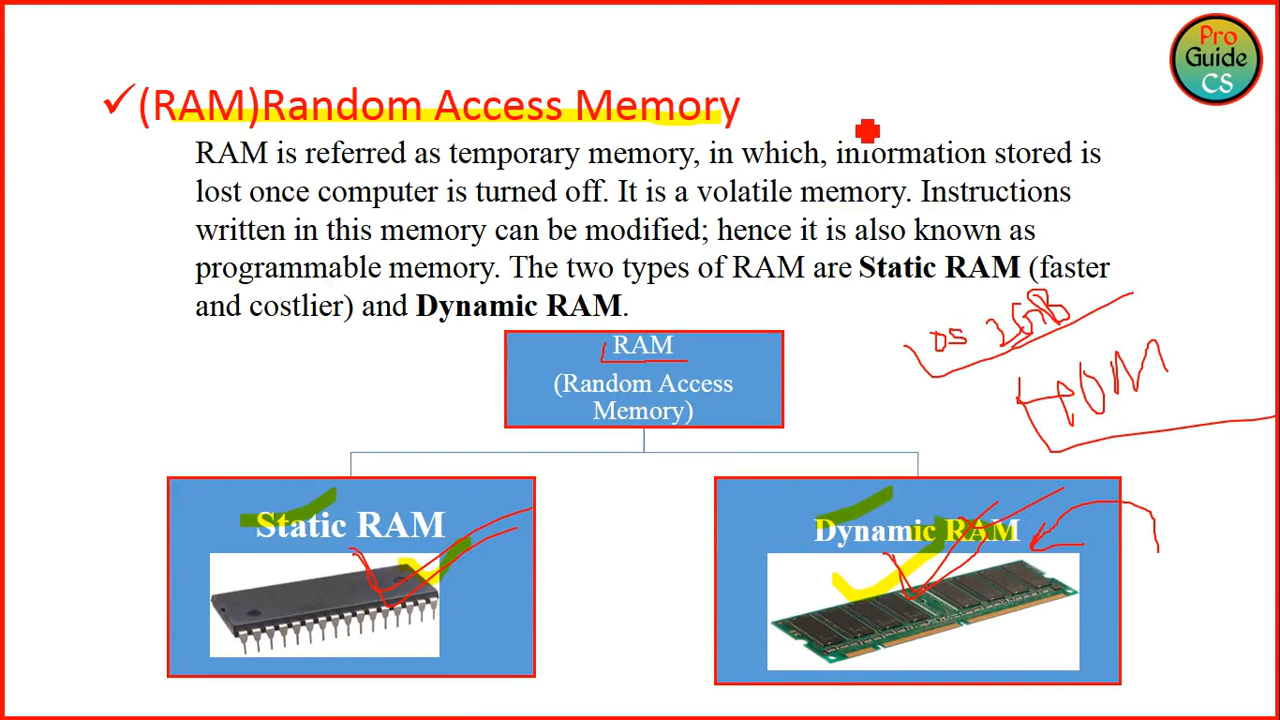 Pro
Guide
CS
✓(RAM)Random Access Memory
RAM is referred as temporary memory, in which, information stored is
lost once computer is turned off. It is a volatile memory. Instructions
written in this memory can be modified; hence it is also known as
programmable memory. The two types of RAM are Static RAM (faster
and costlier) and Dynamic RAM.
OS
RAM
(Random Access
Memory)
Static RAM
Dynamic RAM